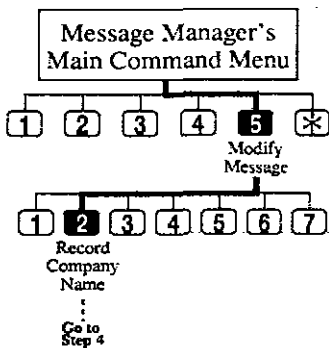 Message Manager's
Main Command Menu
1 2 3 4 5 *
Modify
Message
1 2 3 4 5 6 7
Record
Company
Name
Go to
Step 4